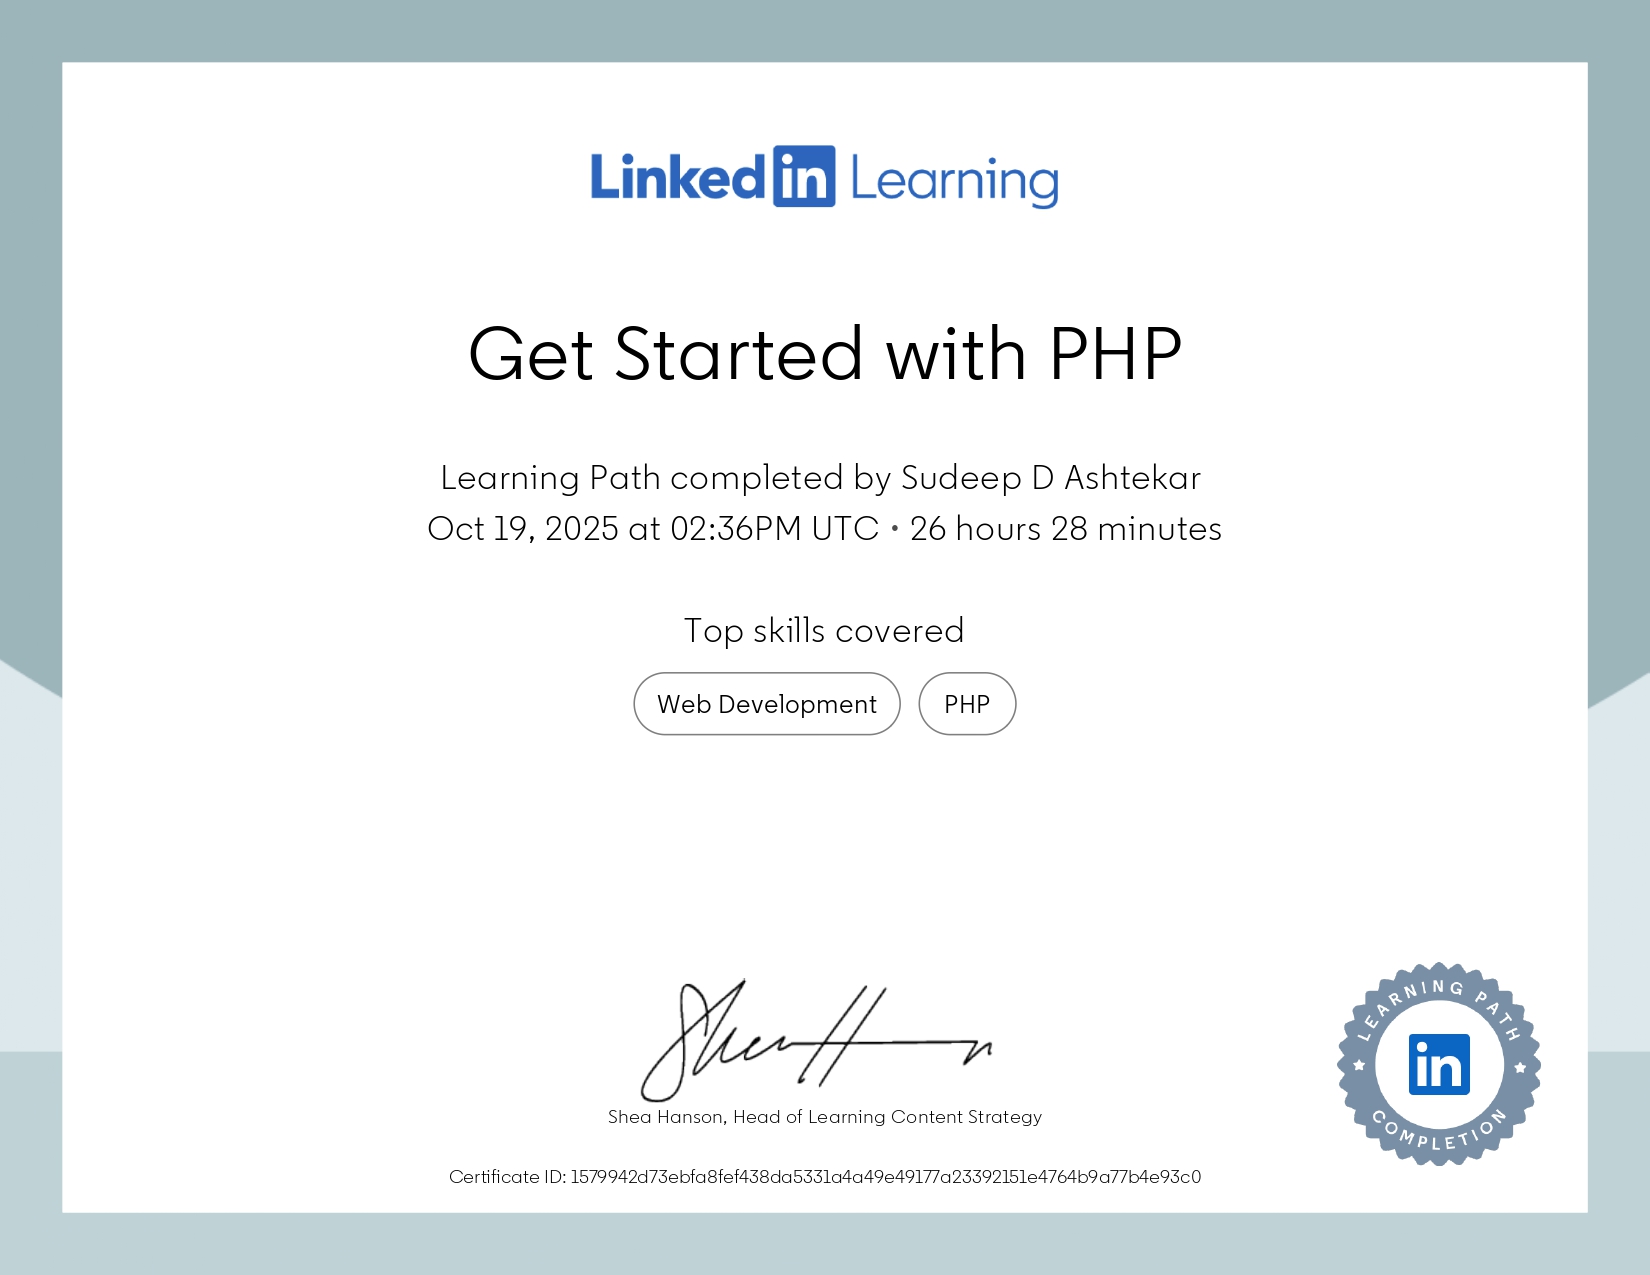 Linked in Learning
Get Started with PHP
Learning Path completed by Sudeep D Ashtekar
Oct 19, 2025 at 02:36PM UTC • 26 hours 28 minutes
Top skills covered
Web Development PHP
Shea Hanson, Head of Learning Content Strategy
Certificate ID: 1579942d73ebfa8fef438da5331a4a49e49177a23392151e4764b9a77b4e93c0
LEARNING PATH
in
COMPLETION